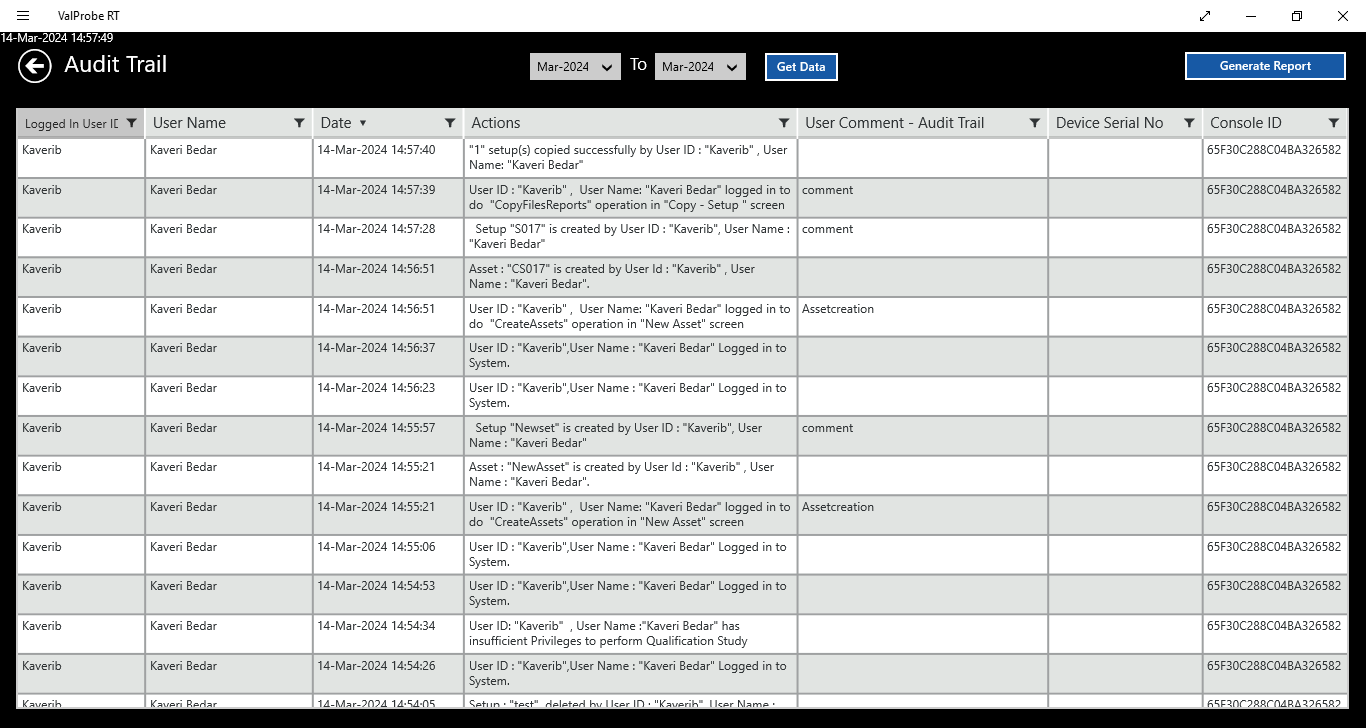 ValProbe RT
14-Mar-2024 14:57:49
Audit Trail
Mar-2024 To Mar-2024 Get Data Generate Report
Logged In User ID User Name Date Actions User Comment - Audit Trail Device Serial No Console ID
Kaverib Kaveri Bedar 14-Mar-2024 14:57:40 "1" setup(s) copied successfully by User ID : "Kaverib" , User 65F30C288C04BA326582
Name: "Kaveri Bedar"
Kaverib Kaveri Bedar 14-Mar-2024 14:57:39 User ID : "Kaverib" , User Name: "Kaveri Bedar" logged in to comment 65F30C288C04BA326582
do "CopyFilesReports" operation in "Copy - Setup " screen
Kaverib Kaveri Bedar 14-Mar-2024 14:57:28 Setup "S017" is created by User ID : "Kaverib", User Name : comment 65F30C288C04BA326582
"Kaveri Bedar"
Kaverib Kaveri Bedar 14-Mar-2024 14:56:51 Asset : "CS017" is created by User Id : "Kaverib" , User 65F30C288C04BA326582
Name : "Kaveri Bedar".
Kaverib Kaveri Bedar 14-Mar-2024 14:56:51 User ID : "Kaverib" , User Name: "Kaveri Bedar" logged in to Assetcreation 65F30C288C04BA326582
do "CreateAssets" operation in "New Asset" screen
Kaverib Kaveri Bedar 14-Mar-2024 14:56:37 User ID : "Kaverib",User Name : "Kaveri Bedar" Logged in to 65F30C288C04BA326582
System.
Kaverib Kaveri Bedar 14-Mar-2024 14:56:23 User ID : "Kaverib",User Name : "Kaveri Bedar" Logged in to 65F30C288C04BA326582
System.
Kaverib Kaveri Bedar 14-Mar-2024 14:55:57 Setup "Newset" is created by User ID : "Kaverib", User comment 65F30C288C04BA326582
Name : "Kaveri Bedar"
Kaverib Kaveri Bedar 14-Mar-2024 14:55:21 Asset : "NewAsset" is created by User Id : "Kaverib" , User 65F30C288C04BA326582
Name : "Kaveri Bedar".
Kaverib Kaveri Bedar 14-Mar-2024 14:55:21 User ID : "Kaverib" , User Name: "Kaveri Bedar" logged in to Assetcreation 65F30C288C04BA326582
do "CreateAssets" operation in "New Asset" screen
Kaverib Kaveri Bedar 14-Mar-2024 14:55:06 User ID : "Kaverib",User Name : "Kaveri Bedar" Logged in to 65F30C288C04BA326582
System.
Kaverib Kaveri Bedar 14-Mar-2024 14:54:53 User ID : "Kaverib",User Name : "Kaveri Bedar" Logged in to 65F30C288C04BA326582
System.
Kaverib Kaveri Bedar 14-Mar-2024 14:54:34 User ID: "Kaverib" , User Name :"Kaveri Bedar" has 65F30C288C04BA326582
insufficient Privileges to perform Qualification Study
Kaverib Kaveri Bedar 14-Mar-2024 14:54:26 User ID : "Kaverib",User Name : "Kaveri Bedar" Logged in to 65F30C288C04BA326582
System.
Kaverib Kaveri Bedar 14-Mar-2024 14:54:05 Setup : "test" deleted by User ID : "Kaverib" User Name : 65F30C288C04BA326582